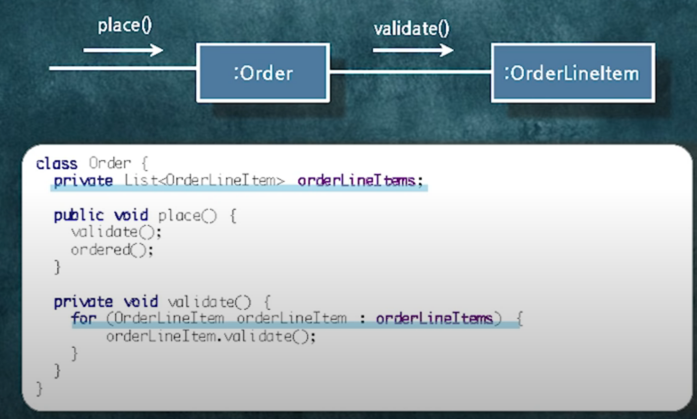 place()
validate()
:Order
:OrderLineItem
class Order {
private List<OrderLineItem> orderLineItems;
public void place() {
validate();
ordered();
}
private void validate() {
for (OrderLineItem orderLineItem : orderLineItems) {
orderLineItem.validate();
}
}
}